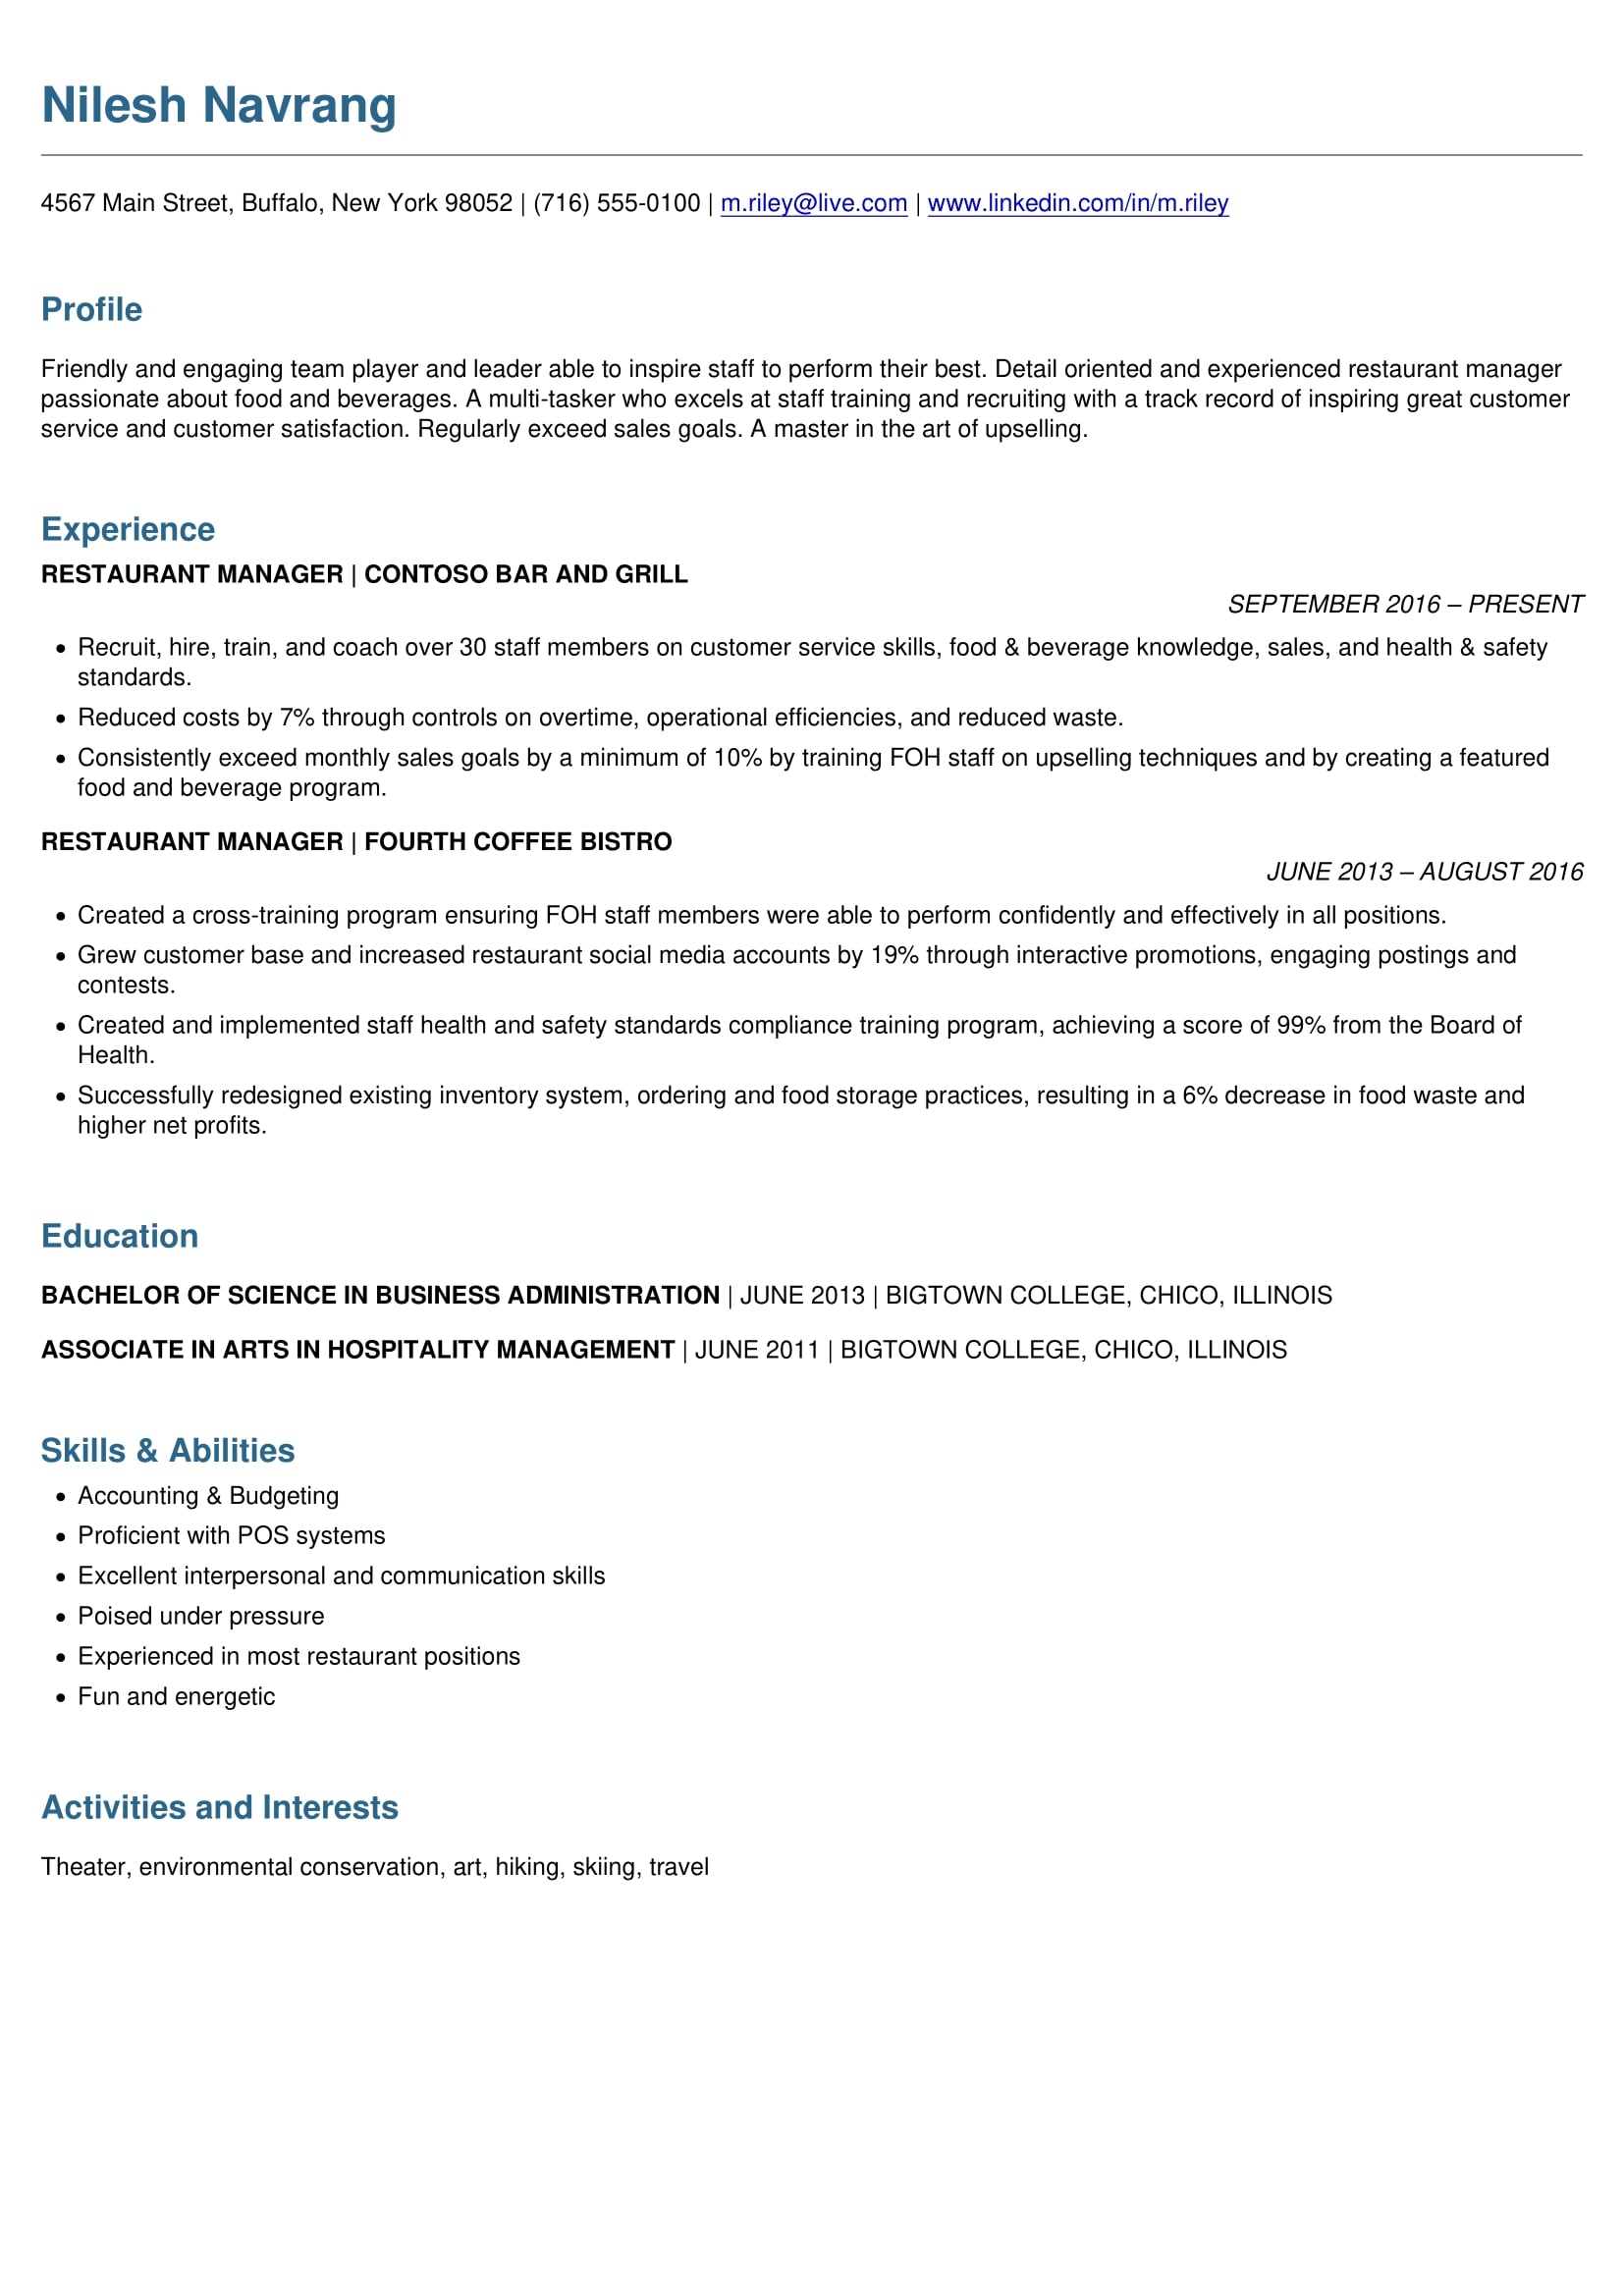 Nilesh Navrang
4567 Main Street, Buffalo, New York 98052 | (716) 555-0100 | m.riley@live.com | www.linkedin.com/in/m.riley
Profile
Friendly and engaging team player and leader able to inspire staff to perform their best. Detail oriented and experienced restaurant manager
passionate about food and beverages. A multi-tasker who excels at staff training and recruiting with a track record of inspiring great customer
service and customer satisfaction. Regularly exceed sales goals. A master in the art of upselling.
Experience
RESTAURANT MANAGER | CONTOSO BAR AND GRILL
SEPTEMBER 2016 – PRESENT
• Recruit, hire, train, and coach over 30 staff members on customer service skills, food & beverage knowledge, sales, and health & safety
standards.
• Reduced costs by 7% through controls on overtime, operational efficiencies, and reduced waste.
• Consistently exceed monthly sales goals by a minimum of 10% by training FOH staff on upselling techniques and by creating a featured
food and beverage program.
RESTAURANT MANAGER | FOURTH COFFEE BISTRO
JUNE 2013 – AUGUST 2016
• Created a cross-training program ensuring FOH staff members were able to perform confidently and effectively in all positions.
• Grew customer base and increased restaurant social media accounts by 19% through interactive promotions, engaging postings and
contests.
• Created and implemented staff health and safety standards compliance training program, achieving a score of 99% from the Board of
Health.
• Successfully redesigned existing inventory system, ordering and food storage practices, resulting in a 6% decrease in food waste and
higher net profits.
Education
BACHELOR OF SCIENCE IN BUSINESS ADMINISTRATION | JUNE 2013 | BIGTOWN COLLEGE, CHICO, ILLINOIS
ASSOCIATE IN ARTS IN HOSPITALITY MANAGEMENT | JUNE 2011 | BIGTOWN COLLEGE, CHICO, ILLINOIS
Skills & Abilities
• Accounting & Budgeting
• Proficient with POS systems
• Excellent interpersonal and communication skills
• Poised under pressure
• Experienced in most restaurant positions
• Fun and energetic
Activities and Interests
Theater, environmental conservation, art, hiking, skiing, travel